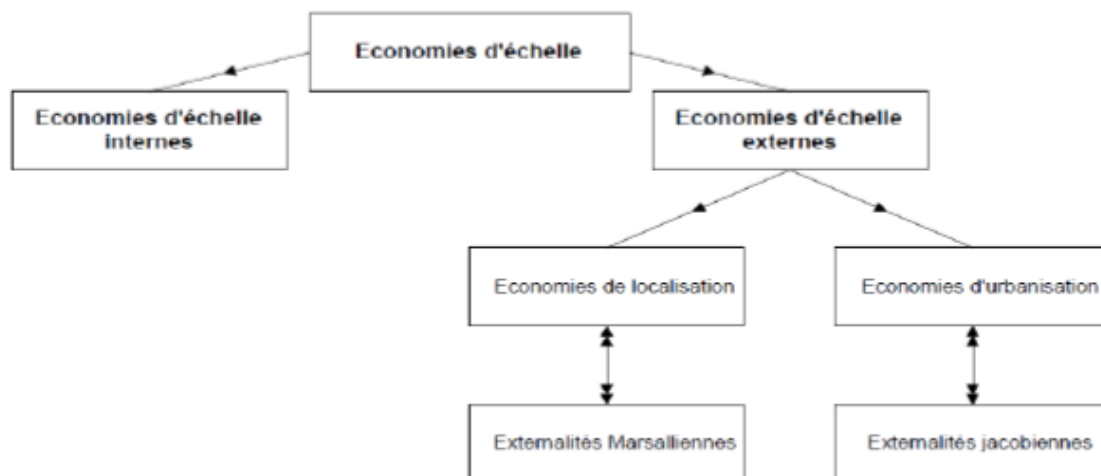 Economies d'échelle
Economies d'échelle
internes
Economies d'échelle
externes
Economies de localisation
Economies d'urbanisation
Externalités Marsalliennes
Externalités jacobiennes